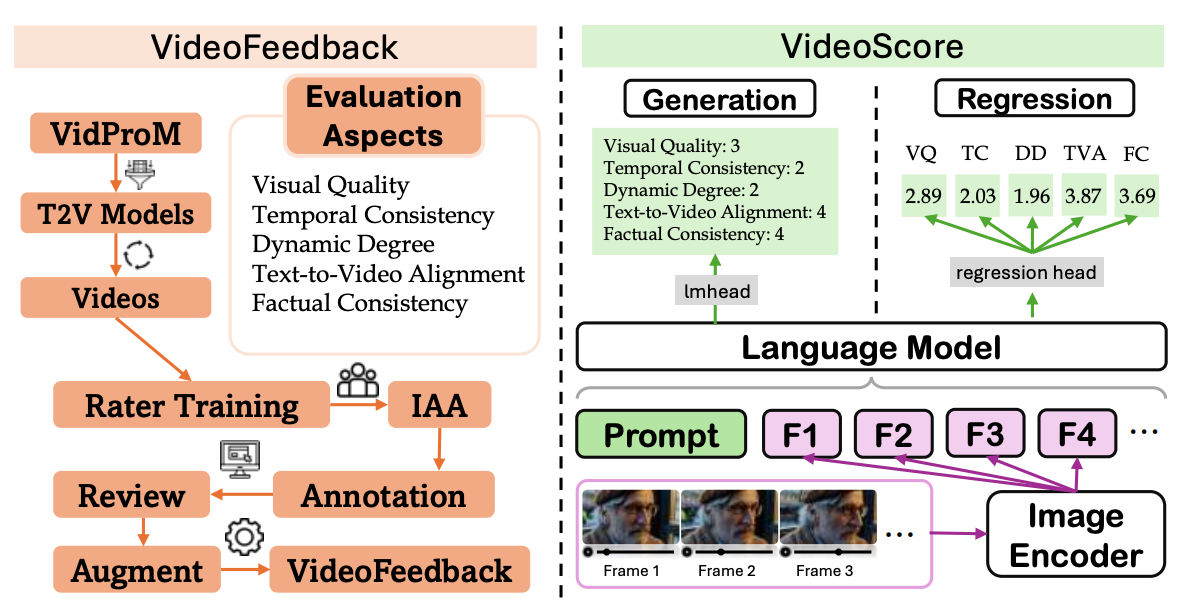 VideoFeedback
Evaluation
Aspects
VidProM
T2V Models
Videos
Visual Quality
Temporal Consistency
Dynamic Degree
Text-to-Video Alignment
Factual Consistency
Rater Training
IAA
Review
Annotation
Augment
VideoFeedback
VideoScore
Generation
Regression
Visual Quality: 3
Temporal Consistency: 2
Dynamic Degree: 2
Text-to-Video Alignment: 4
Factual Consistency: 4
VQ TC DD TVA FC
2.89 2.03 1.96 3.87 3.69
lmhead
regression head
Language Model
Prompt F1 F2 F3 F4 ...
...
Frame 1 Frame 2 Frame 3
Image
Encoder